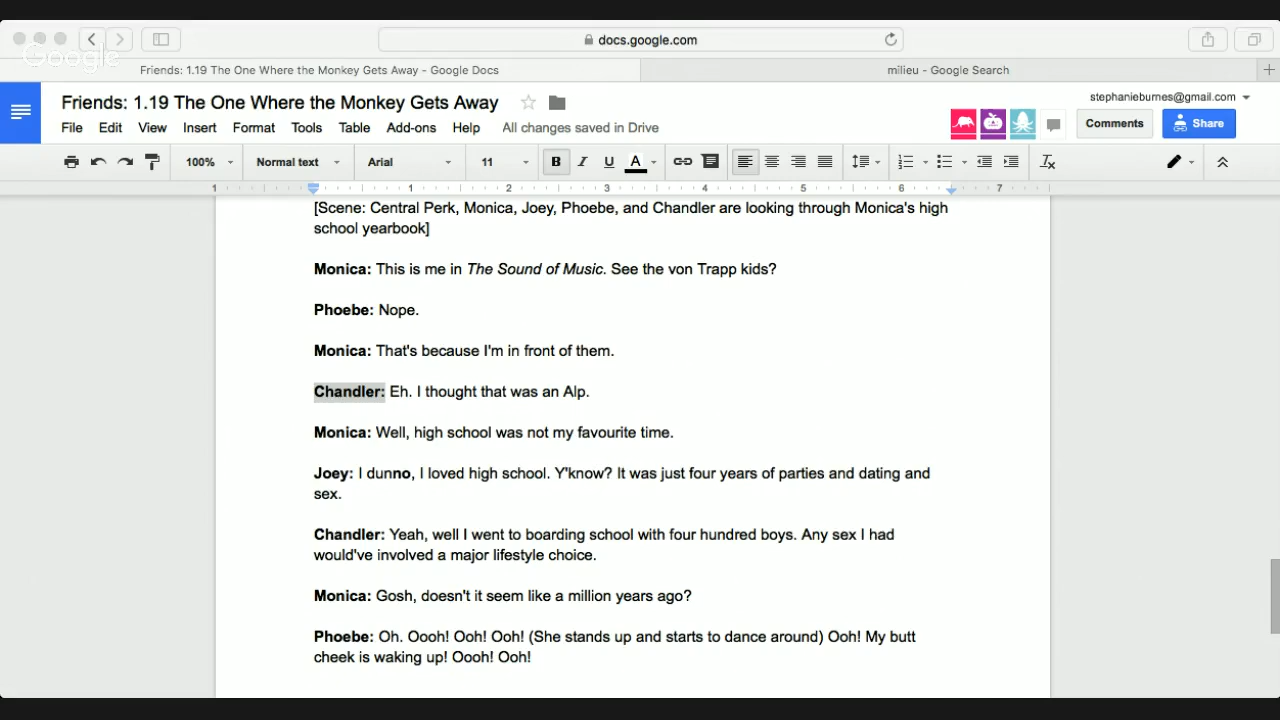 docs.google.com
Google
Friends: 1.19 The One Where the Monkey Gets Away - Google Docs
milieu - Google Search
Friends: 1.19 The One Where the Monkey Gets Away
stephanieburnes@gmail.com
File Edit View Insert Format Tools Table Add-ons Help All changes saved in Drive
Comments
Share
100% Normal text Arial 11 B I U A
1 1 2 3 4 5 6 7
[Scene: Central Perk, Monica, Joey, Phoebe, and Chandler are looking through Monica's high
school yearbook]
Monica: This is me in The Sound of Music. See the von Trapp kids?
Phoebe: Nope.
Monica: That's because I'm in front of them.
Chandler: Eh. I thought that was an Alp.
Monica: Well, high school was not my favourite time.
Joey: I dunno, I loved high school. Y'know? It was just four years of parties and dating and
sex.
Chandler: Yeah, well I went to boarding school with four hundred boys. Any sex I had
would've involved a major lifestyle choice.
Monica: Gosh, doesn't it seem like a million years ago?
Phoebe: Oh. Oooh! Ooh! Ooh! (She stands up and starts to dance around) Ooh! My butt
cheek is waking up! Oooh! Ooh!